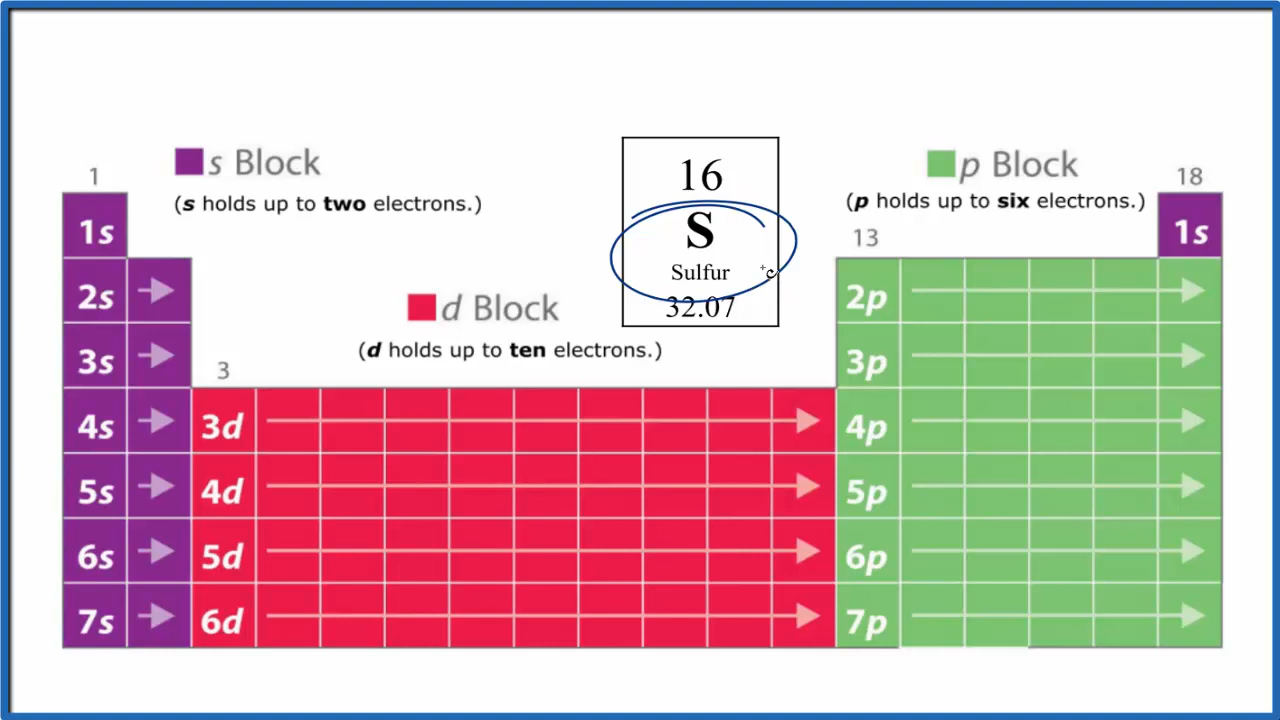 1
s Block
(s holds up to two electrons.)
16
S
Sulfur
32.07
p Block
(p holds up to six electrons.)
18
13
1s
1s
2s
2p
d Block
(d holds up to ten electrons.)
3s
3
3p
4s
3d
4p
5s
4d
5p
6s
5d
6p
7s
6d
7p